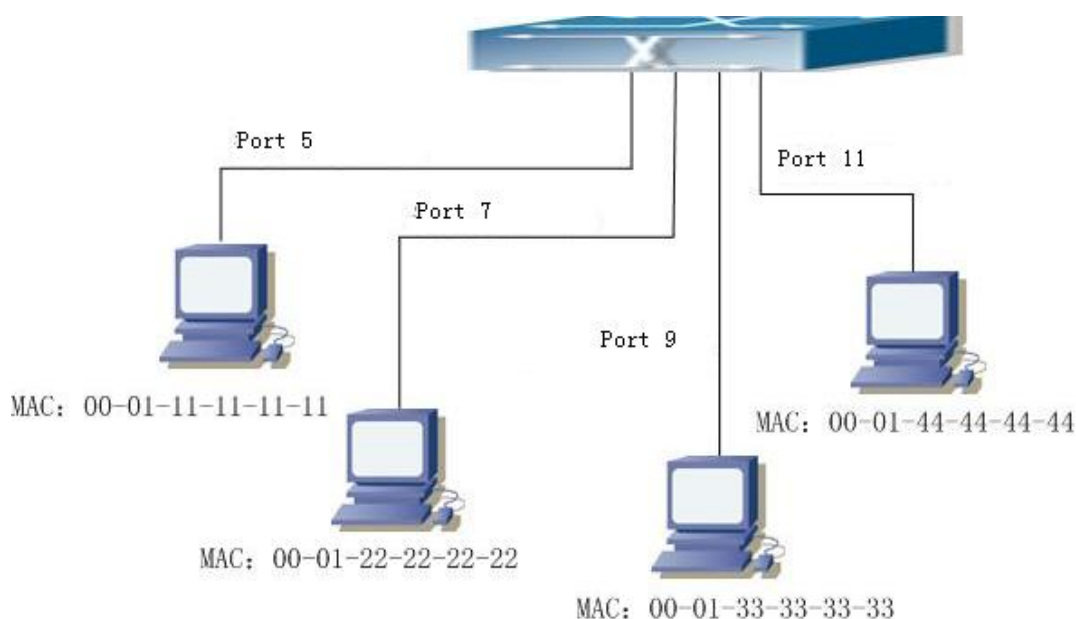 Port 5
Port 11
Port 7
Port 9
MAC: 00-01-11-11-11-11
MAC: 00-01-44-44-44-44
MAC: 00-01-22-22-22-22
MAC: 00-01-33-33-33-33